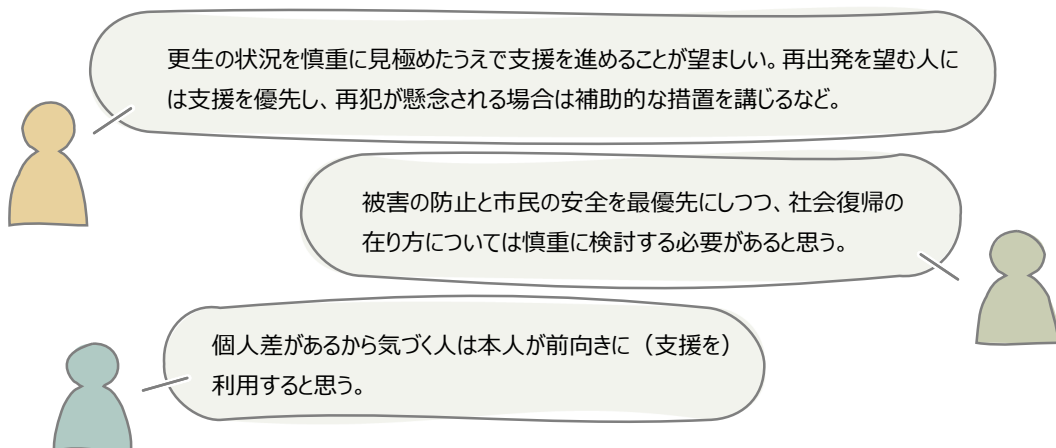 更生の状況を慎重に見極めたうえで支援を進めることが望ましい。再出発を望む人に
は支援を優先し、再犯が懸念される場合は補助的な措置を講じるなど。
被害の防止と市民の安全を最優先にしつつ、社会復帰の
在り方については慎重に検討する必要があると思う。
個人差があるから気づく人は本人が前向きに（支援を）
利用すると思う。